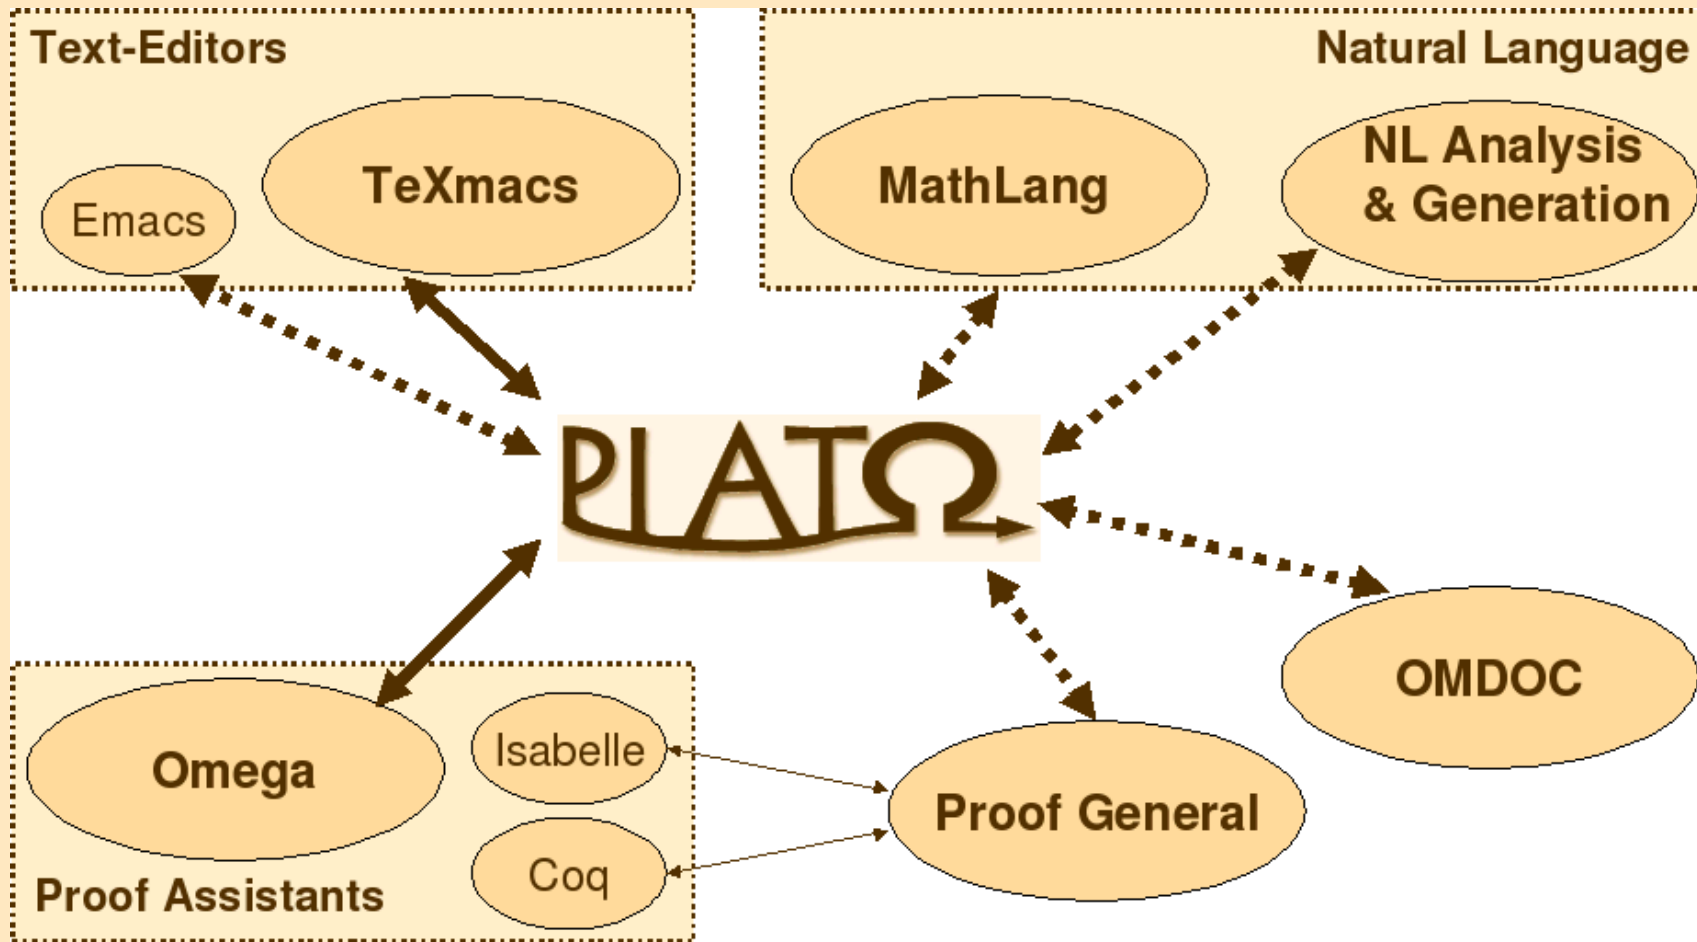 Text-Editors
Natural Language
Emacs
TeXmacs
MathLang
NL Analysis
& Generation
PLATΩ
OMDOC
Omega
Isabelle
Coq
Proof General
Proof Assistants